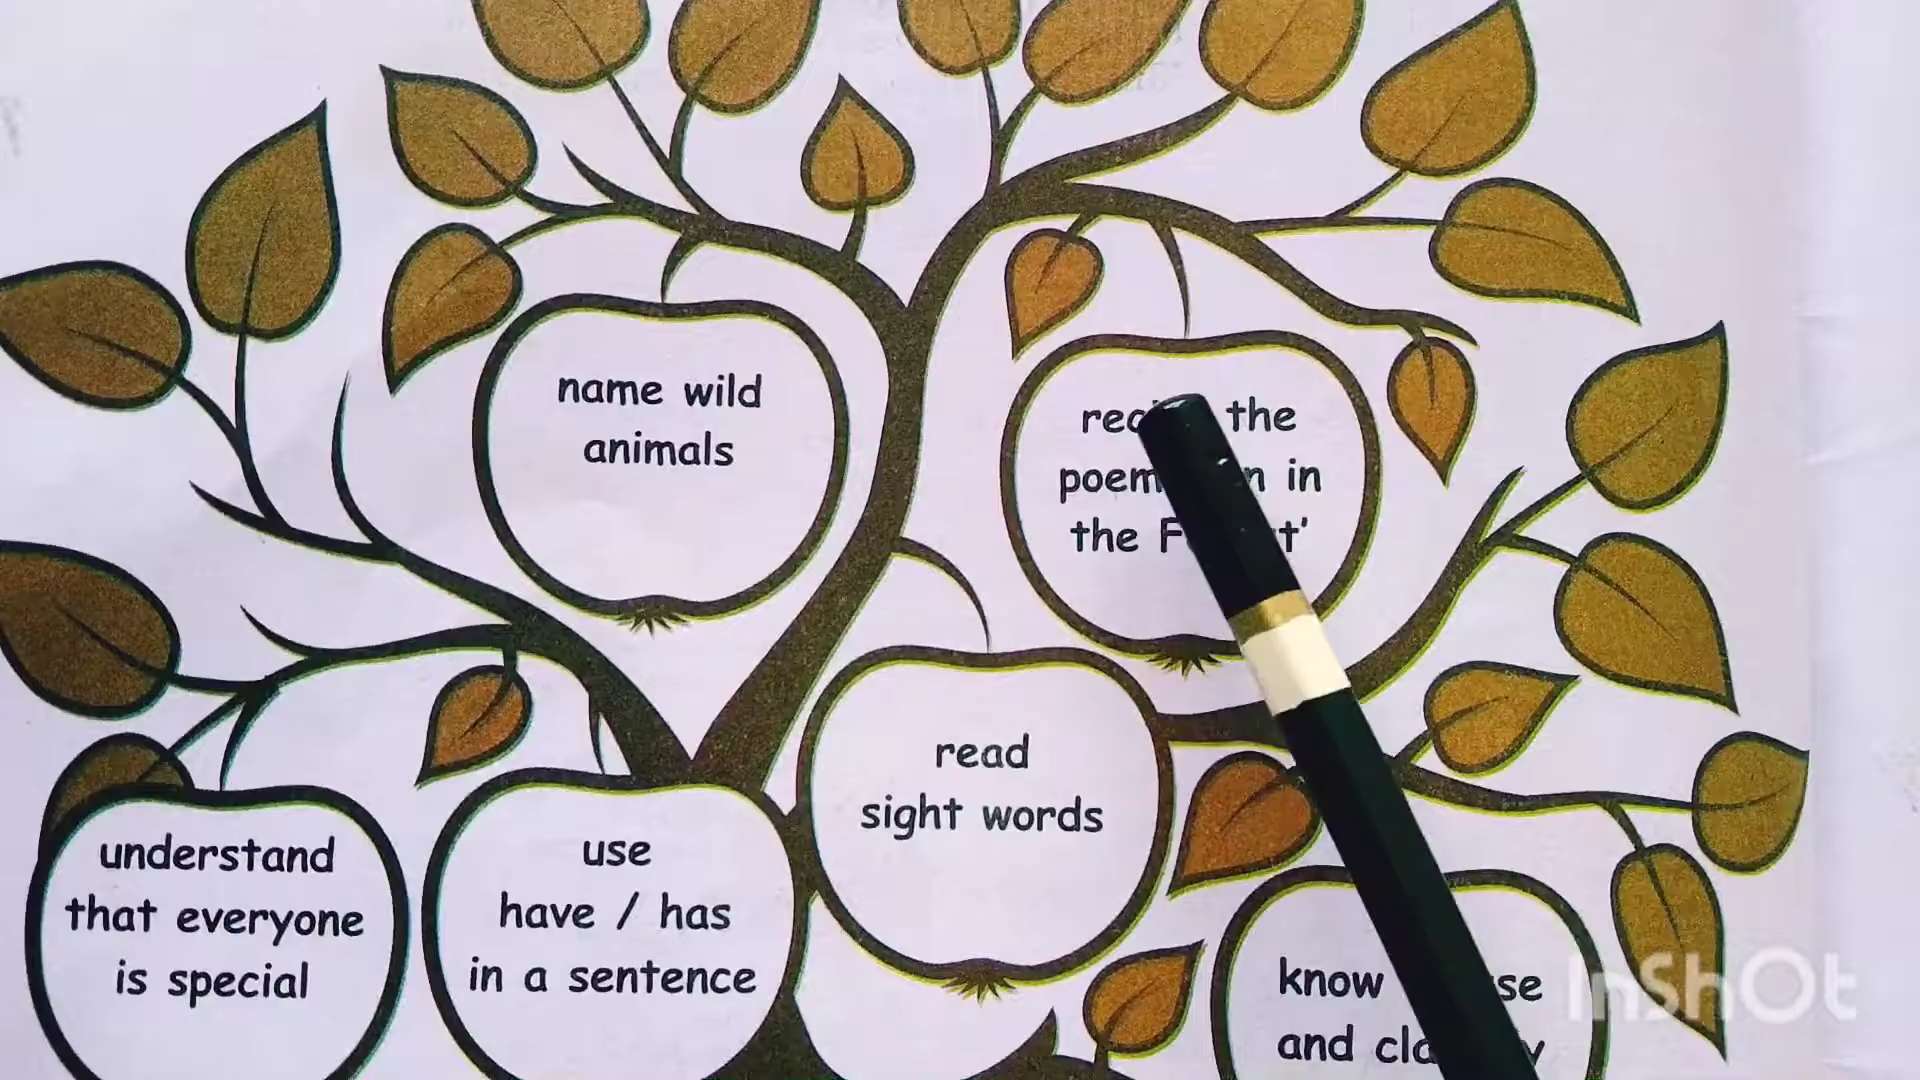 name wild
animals
the
poem in
the
read
sight words
understand
that everyone
is special
use
have / has
in a sentence
know
and
InShOt